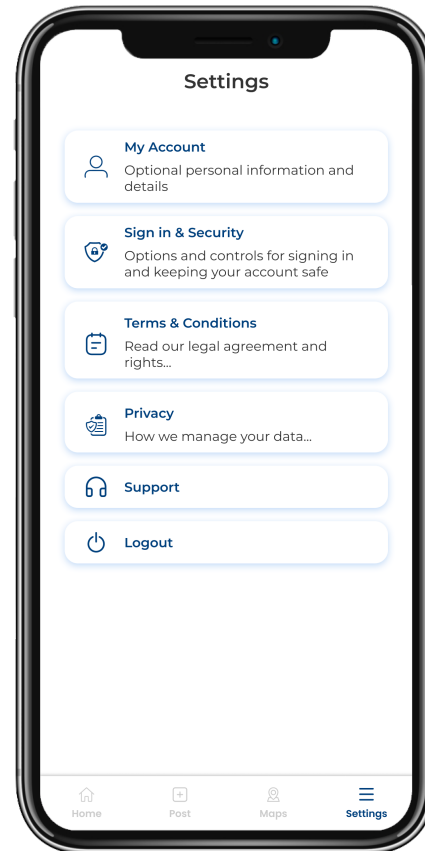 Settings
My Account
Optional personal information and
details
Sign in & Security
Options and controls for signing in
and keeping your account safe
Terms & Conditions
Read our legal agreement and
rights...
Privacy
How we manage your data...
Support
Logout
Home Post Maps Settings